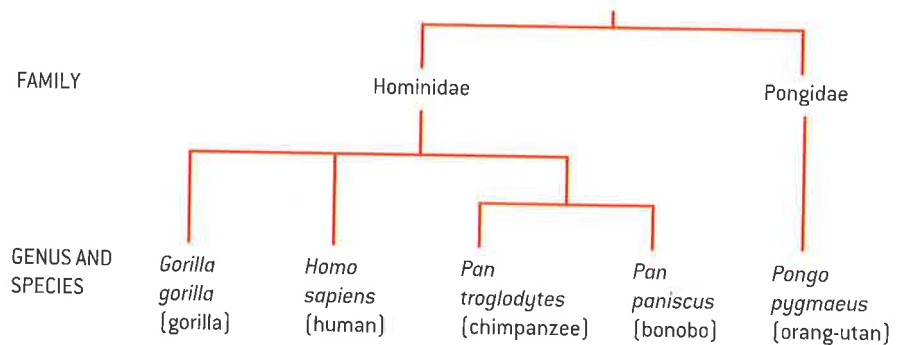 FAMILY
Hominidae
Pongidae
GENUS AND
SPECIES
Gorilla
gorilla
(gorilla)
Homo
sapiens
(human)
Pan
troglodytes
(chimpanzee)
Pan
paniscus
(bonobo)
Pongo
pygmaeus
(orang-utan)